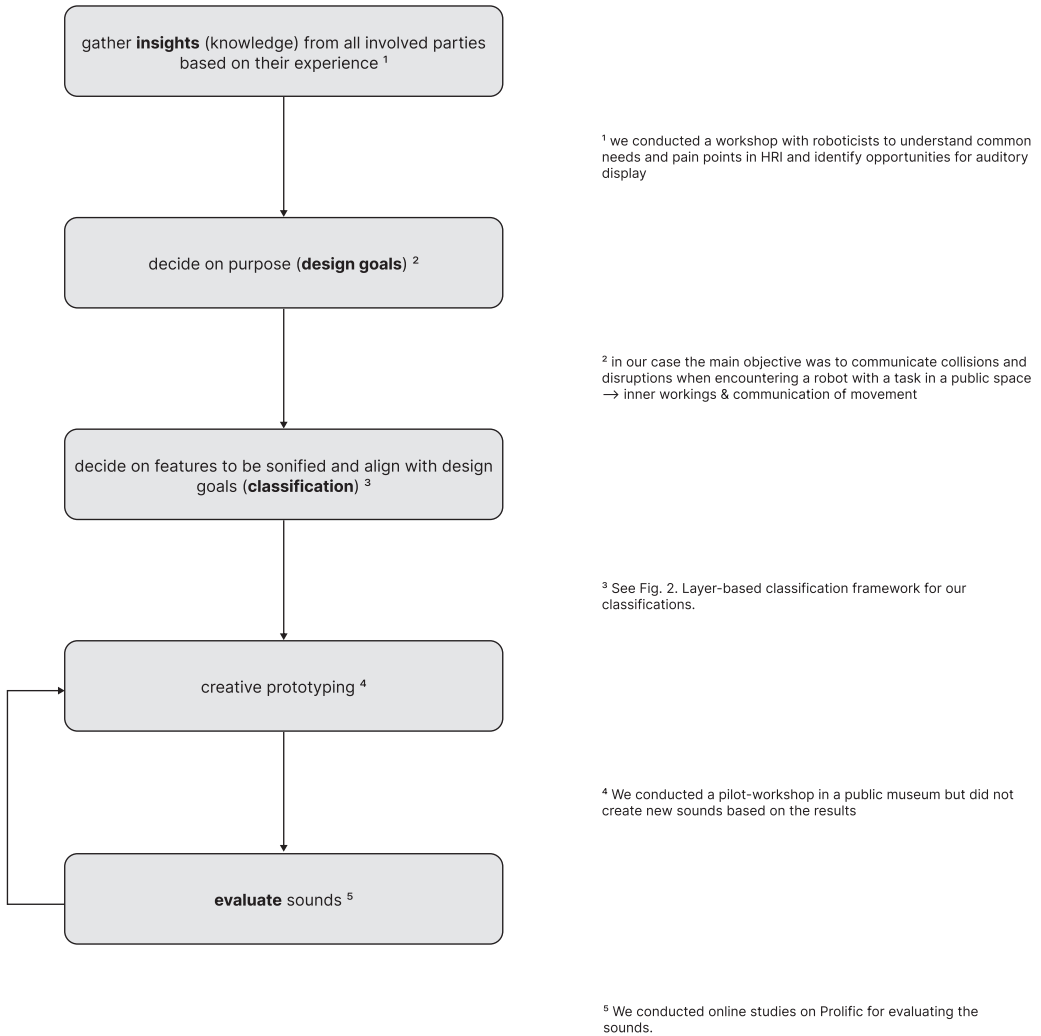 gather insights (knowledge) from all involved parties
based on their experience ¹
¹ we conducted a workshop with roboticists to understand common
needs and pain points in HRI and identify opportunities for auditory
display
decide on purpose (design goals) ²
² in our case the main objective was to communicate collisions and
disruptions when encountering a robot with a task in a public space
→ inner workings & communication of movement
decide on features to be sonified and align with design
goals (classification) ³
³ See Fig. 2. Layer-based classification framework for our
classifications.
creative prototyping ⁴
⁴ We conducted a pilot-workshop in a public museum but did not
create new sounds based on the results
evaluate sounds ⁵
⁵ We conducted online studies on Prolific for evaluating the
sounds.